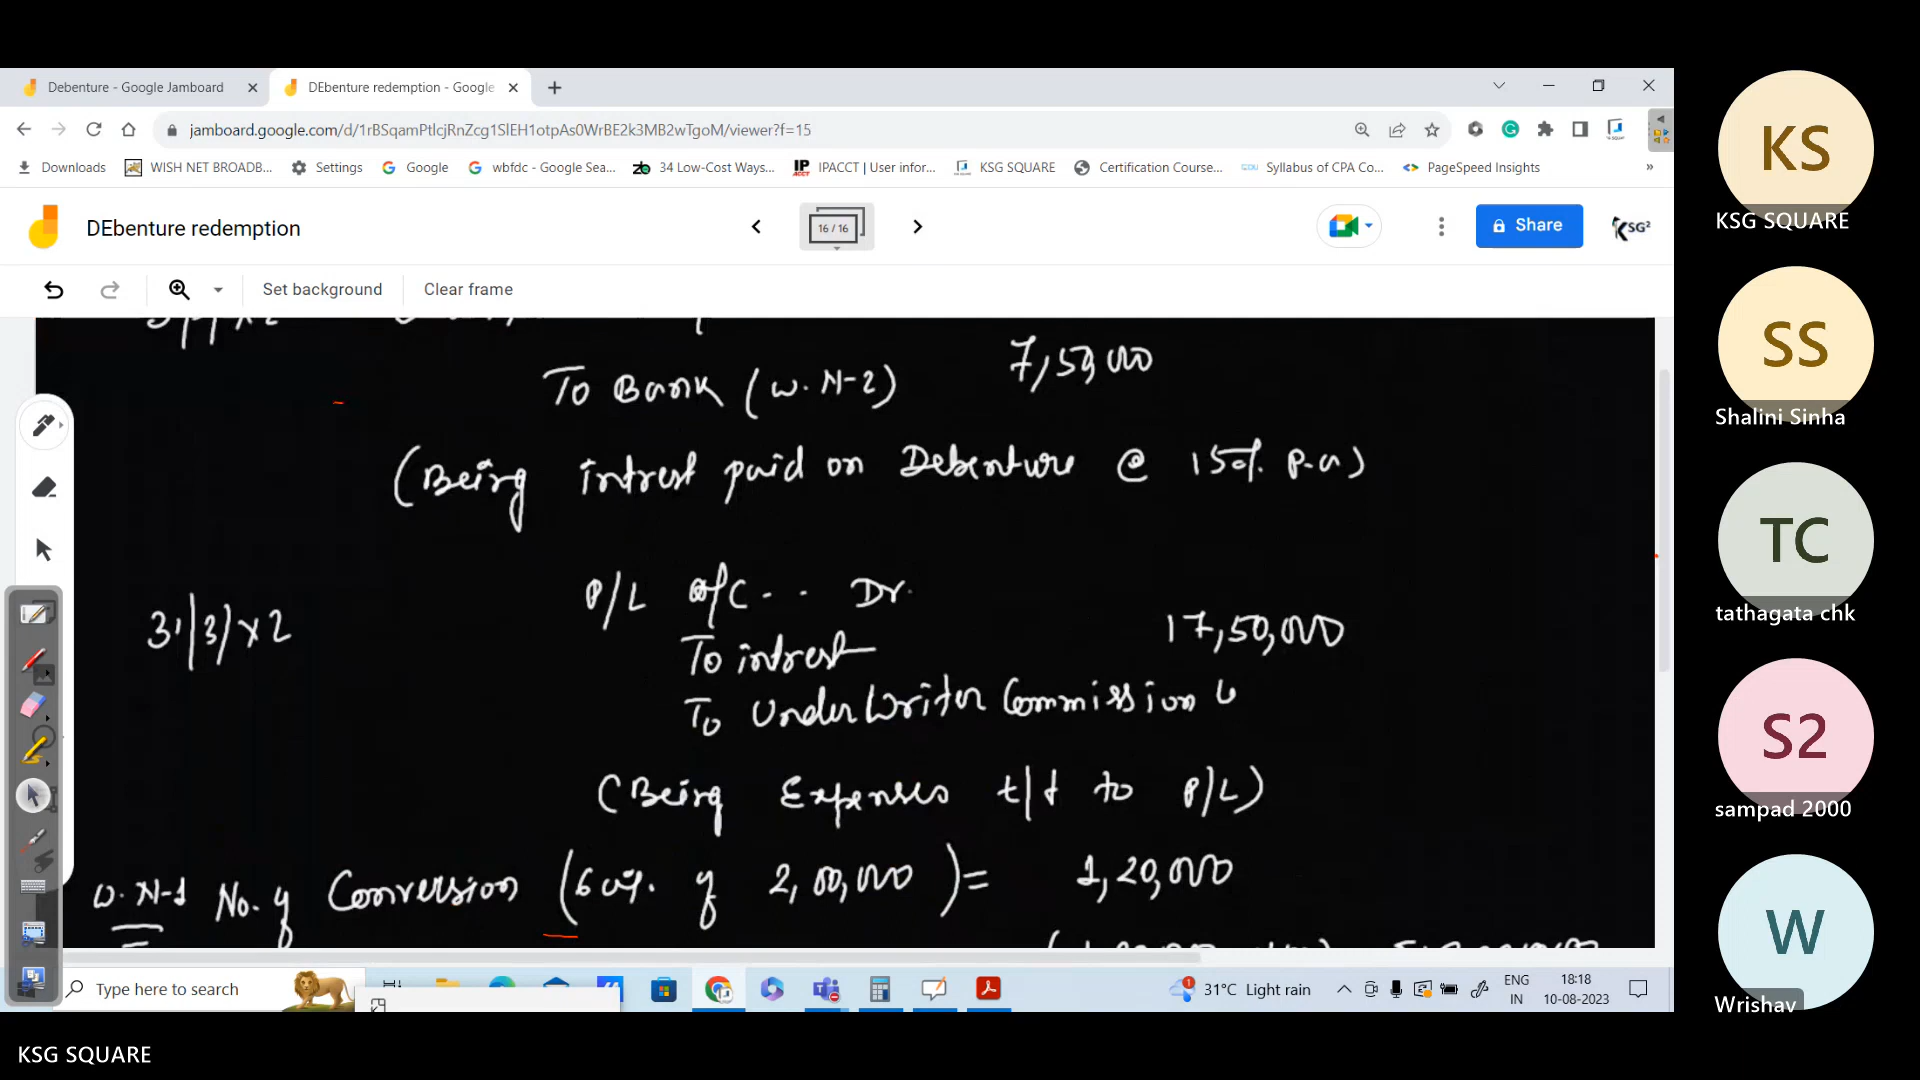 Debenture - Google Jamboard
DEbenture redemption - Google
jamboard.google.com/d/1rBSqamPtlcjRnZcg1SlEH1otpAs0WrBE2k3MB2wTgoM/viewer?f=15
Downloads WISH NET BROADB... Settings Google wbfdc - Google Sea... 34 Low-Cost Ways... IPACCT | User infor... KSG SQUARE Certification Course... Syllabus of CPA Co... PageSpeed Insights »
DEbenture redemption
16 / 16
Share
KSG²
Set background Clear frame
To Bank (W.N-2) 7,50,000
(Being intrest paid on Debenture @ 15%. P.a)
31/3/x2 P/L a/c .. Dr.
To intrest 17,50,000
To UnderWriter Commission
(Being Expenses t/f to P/L)
W.N-1 No. of Conversion (60%. of 2,00,000) = 1,20,000
Type here to search
31°C Light rain
ENG
IN
18:18
10-08-2023
KS
KSG SQUARE
SS
Shalini Sinha
TC
tathagata chk
S2
sampad 2000
W
Wrishav
KSG SQUARE